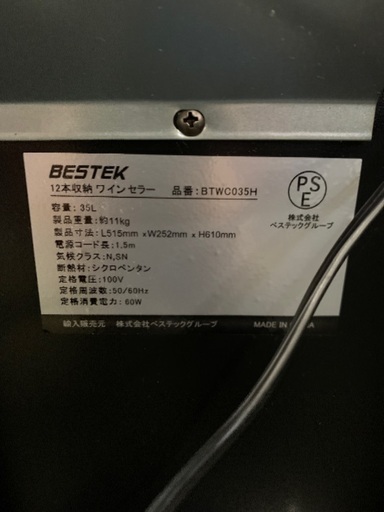 BESTEK
12本収納 ワインセラー 品番:BTWC035H
容量:35L
製品重量:約11kg
製品寸法:L515mm ×W252mm × H610mm
電源コード長:1.5m
気候クラス:N,SN
断熱材:シクロペンタン
定格電圧:100V
定格周波数:50/60Hz
定格消費電力:60W
PS
E
株式会社
ベステックグループ
輸入販売元 株式会社ベステックグループ
MADE IN